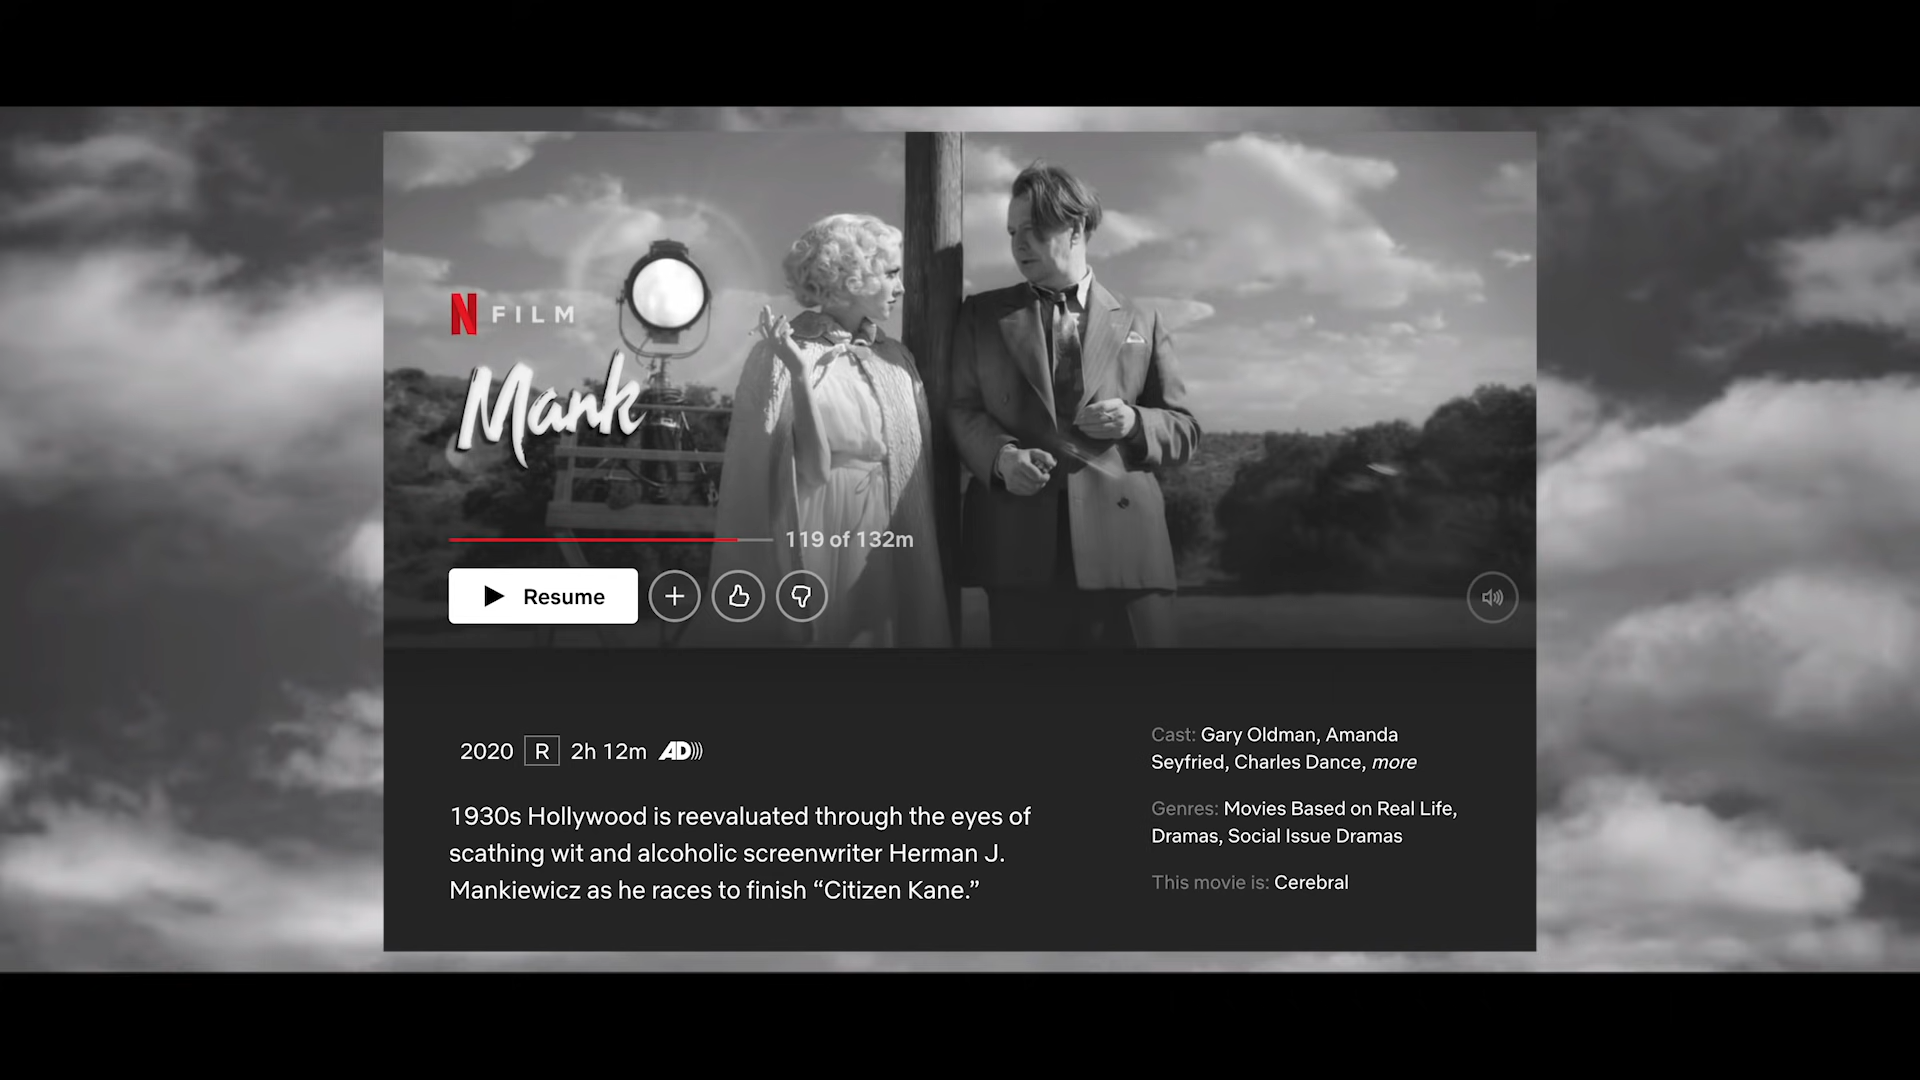 N FILM
Mank
119 of 132m
Resume
2020 R 2h 12m AD
1930s Hollywood is reevaluated through the eyes of
scathing wit and alcoholic screenwriter Herman J.
Mankiewicz as he races to finish “Citizen Kane.”
Cast: Gary Oldman, Amanda
Seyfried, Charles Dance, more
Genres: Movies Based on Real Life,
Dramas, Social Issue Dramas
This movie is: Cerebral